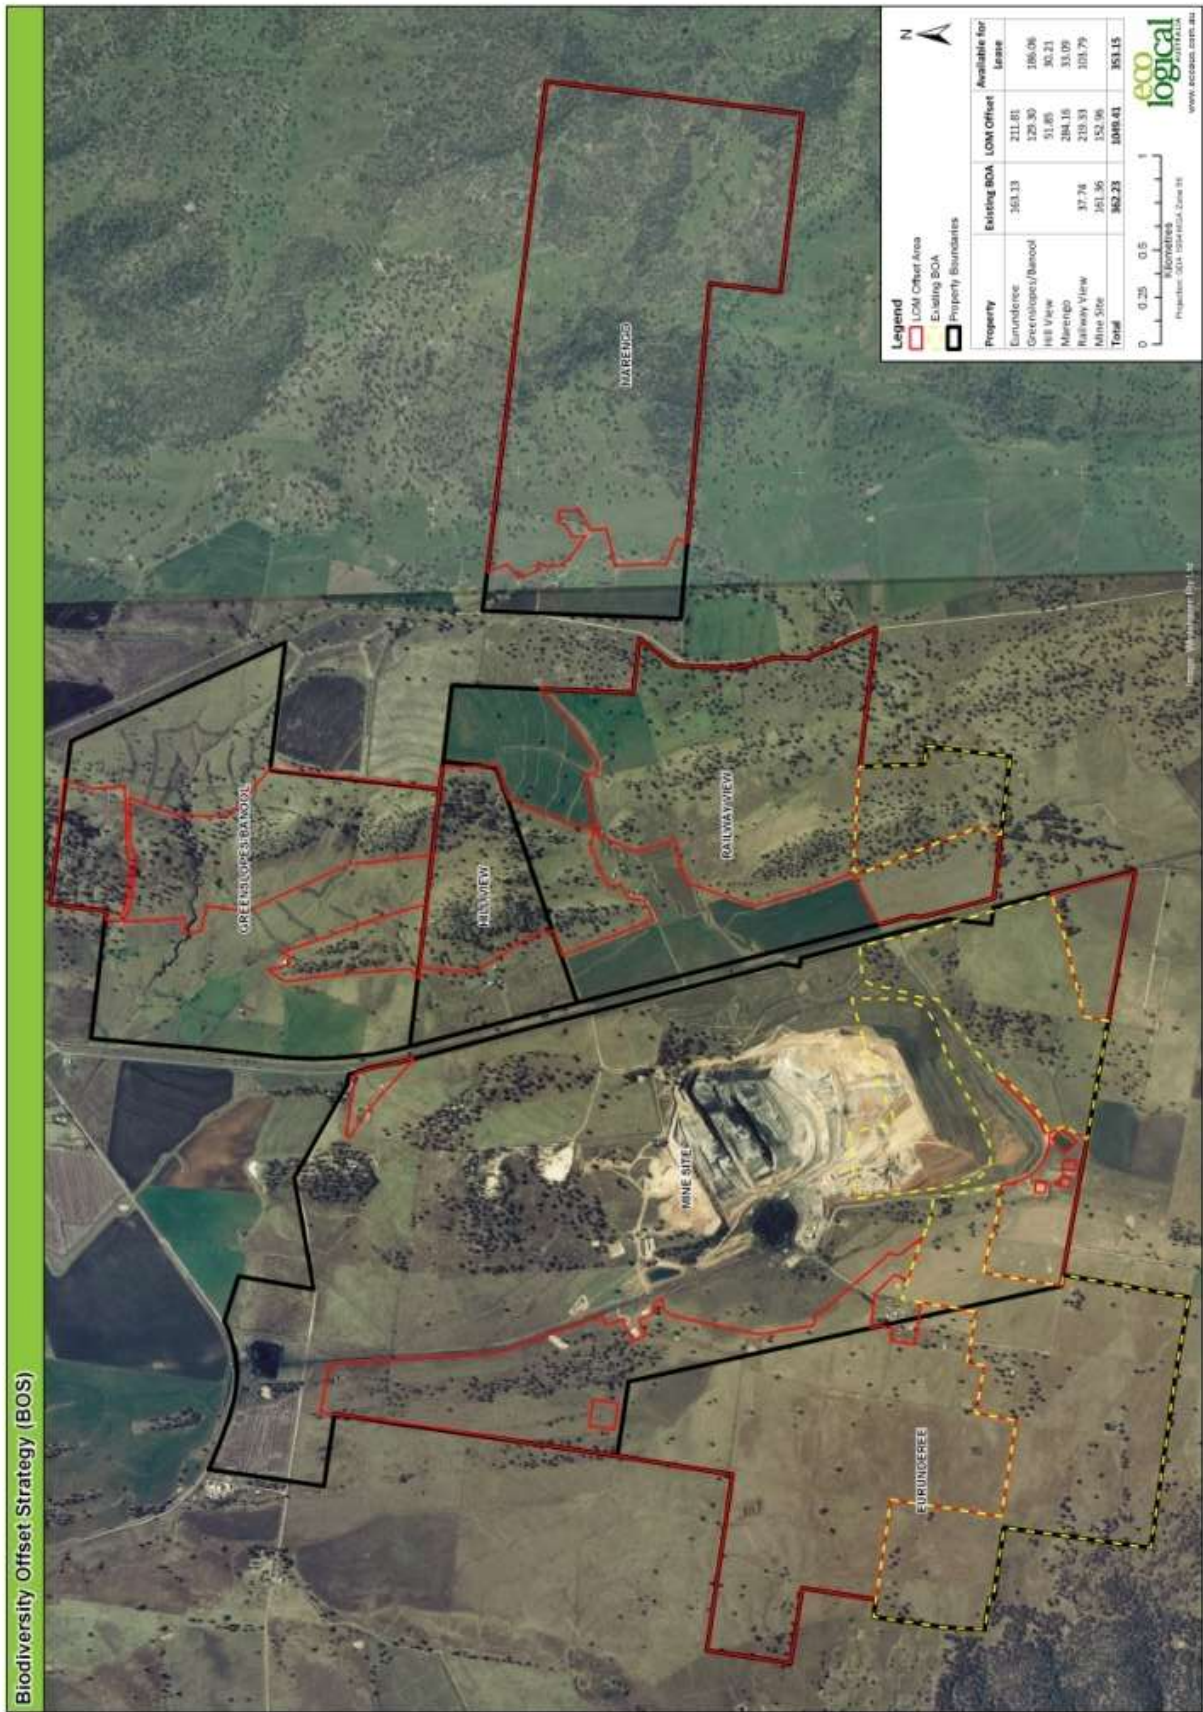 Biodiversity Offset Strategy (BOS)
GREENSLOPES-BANOOL
HILL VIEW
RAILWAY VIEW
MARENGO
MINE SITE
EURUNDEREE
N
Legend
LOM Offset Area
Existing BOA
Property Boundaries
Property Existing BOA LOM Offset Available for Lease
Eurunderee 163.13 211.81
Greenslopes/Banool 129.30 186.06
Hill View 51.85 30.21
Marengo 284.16 33.09
Railway View 37.74 219.33 103.79
Mine Site 161.36 152.96
Total 362.23 1049.41 353.15
0 0.25 0.5 1
Kilometres
eco
logical
AUSTRALIA
www.ecoaus.com.au